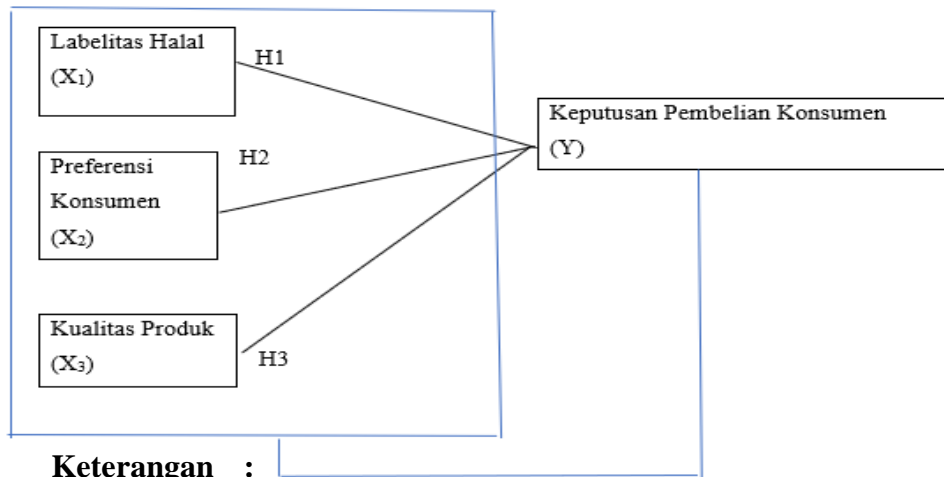 Labelitas Halal
(X₁)
H1
Keputusan Pembelian Konsumen
(Y)
H2
Preferensi
Konsumen
(X₂)
Kualitas Produk
(X₃)
H3
Keterangan :